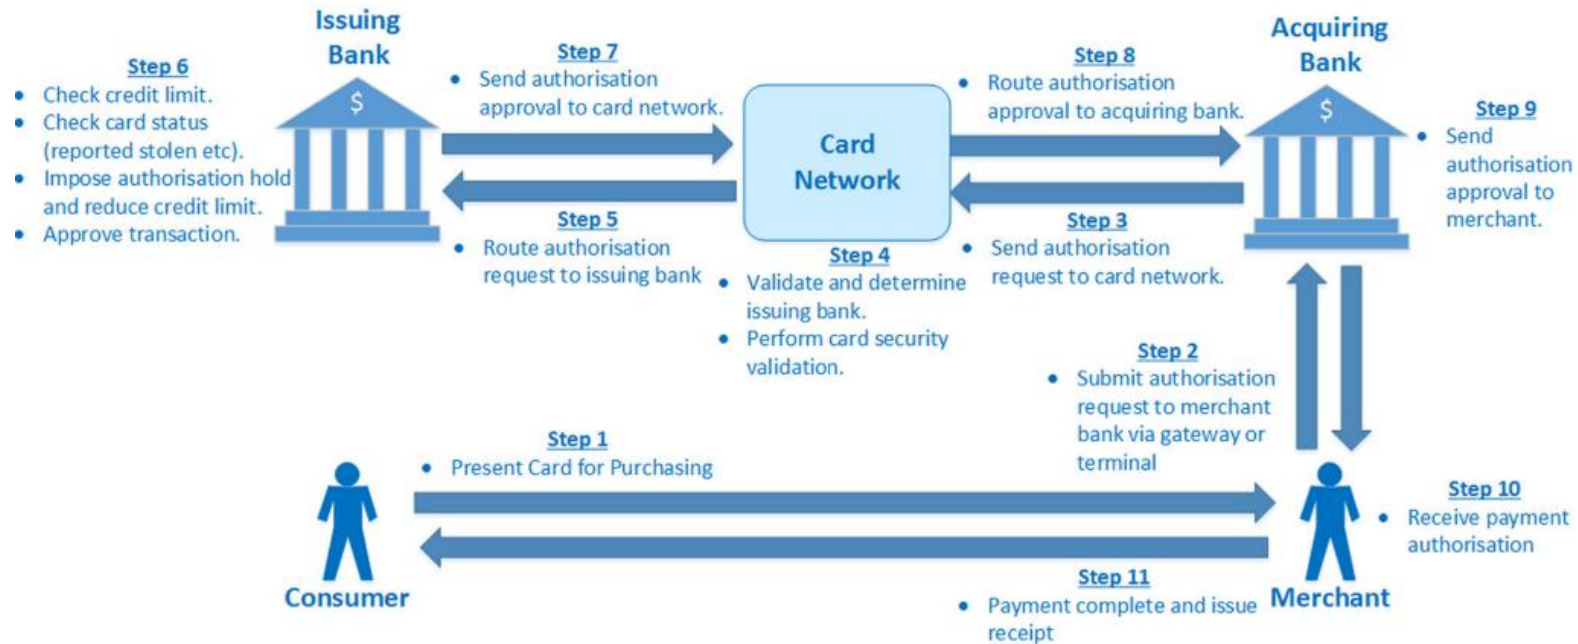 Issuing
Bank
Step 6
• Check credit limit.
• Check card status
(reported stolen etc).
• Impose authorisation hold
and reduce credit limit.
• Approve transaction.
$
Step 7
• Send authorisation
approval to card network.
Step 5
• Route authorisation
request to issuing bank
Card
Network
Step 4
• Validate and determine
issuing bank.
• Perform card security
validation.
Step 8
• Route authorisation
approval to acquiring bank.
Step 3
• Send authorisation
request to card network.
Acquiring
Bank
$
Step 9
• Send
authorisation
approval to
merchant.
Step 2
• Submit authorisation
request to merchant
bank via gateway or
terminal
Step 1
• Present Card for Purchasing
Step 10
• Receive payment
authorisation
Consumer
Step 11
• Payment complete and issue
receipt
Merchant